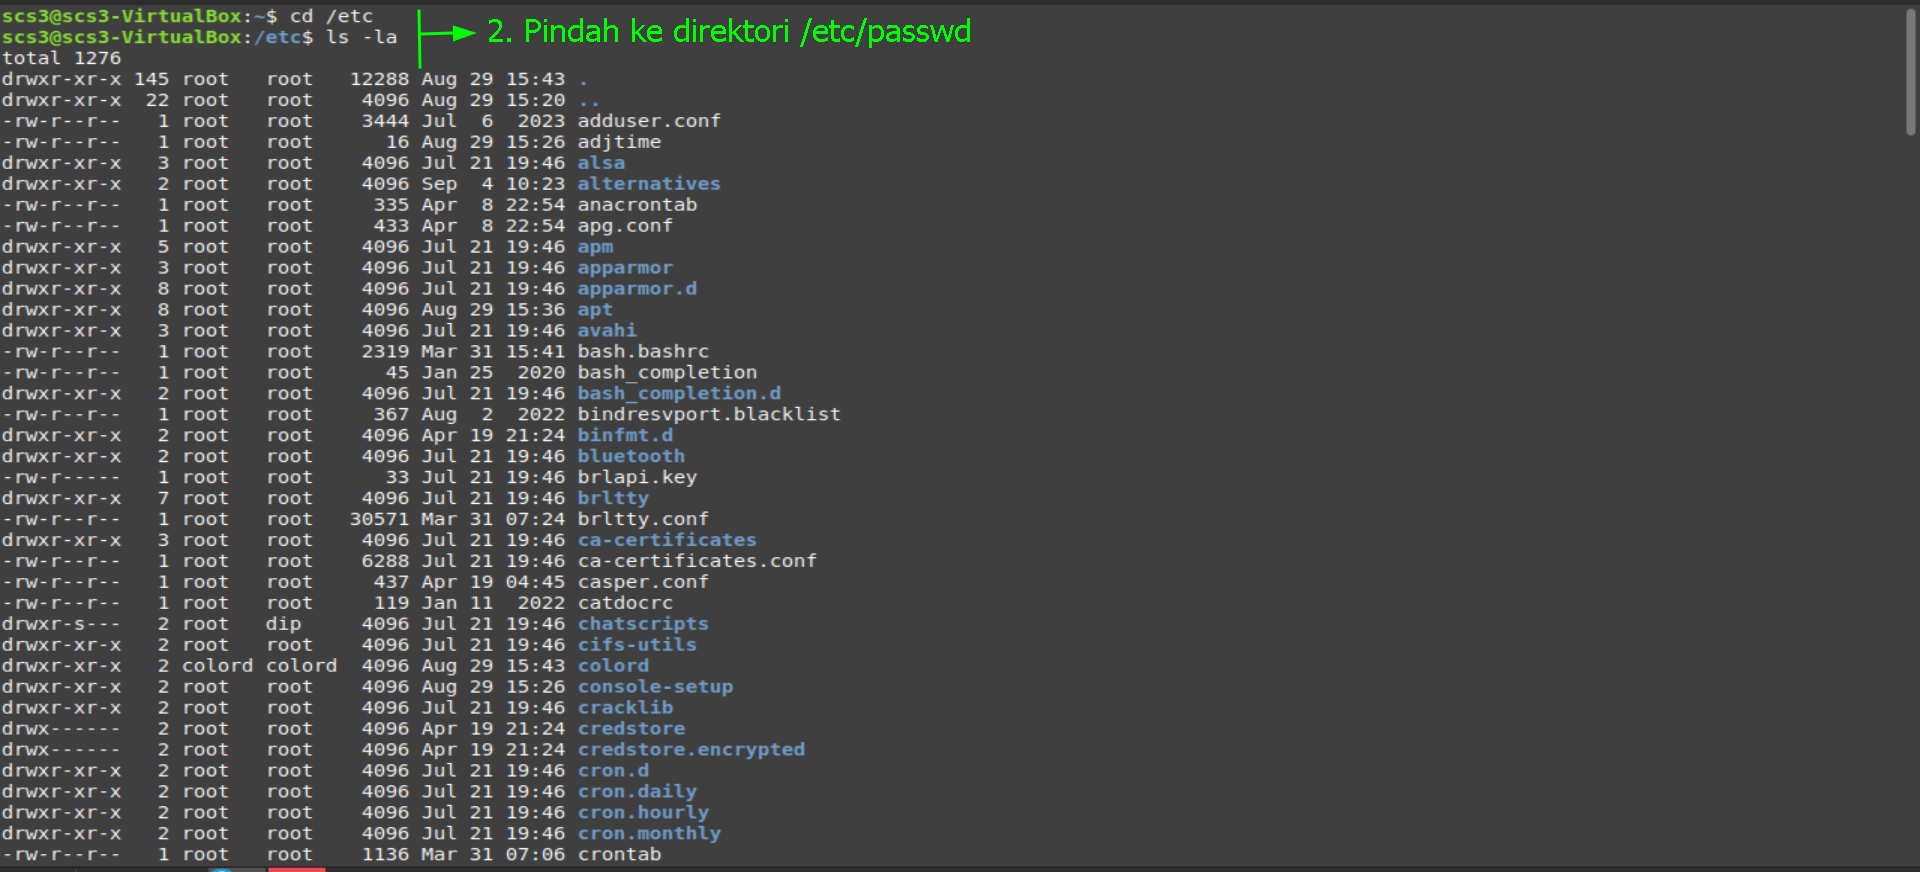 scs3@scs3-VirtualBox:~$ cd /etc
scs3@scs3-VirtualBox:/etc$ ls -la
2. Pindah ke direktori /etc/passwd
total 1276
drwxr-xr-x 145 root   root   12288 Aug 29 15:43 .
drwxr-xr-x  22 root   root    4096 Aug 29 15:20 ..
-rw-r--r--   1 root   root    3444 Jul  6  2023 adduser.conf
-rw-r--r--   1 root   root      16 Aug 29 15:26 adjtime
drwxr-xr-x   3 root   root    4096 Jul 21 19:46 alsa
drwxr-xr-x   2 root   root    4096 Sep  4 10:23 alternatives
-rw-r--r--   1 root   root     335 Apr  8 22:54 anacrontab
-rw-r--r--   1 root   root     433 Apr  8 22:54 apg.conf
drwxr-xr-x   5 root   root    4096 Jul 21 19:46 apm
drwxr-xr-x   3 root   root    4096 Jul 21 19:46 apparmor
drwxr-xr-x   8 root   root    4096 Jul 21 19:46 apparmor.d
drwxr-xr-x   8 root   root    4096 Aug 29 15:36 apt
drwxr-xr-x   3 root   root    4096 Jul 21 19:46 avahi
-rw-r--r--   1 root   root    2319 Mar 31 15:41 bash.bashrc
-rw-r--r--   1 root   root      45 Jan 25  2020 bash_completion
drwxr-xr-x   2 root   root    4096 Jul 21 19:46 bash_completion.d
-rw-r--r--   1 root   root     367 Aug  2  2022 bindresvport.blacklist
drwxr-xr-x   2 root   root    4096 Apr 19 21:24 binfmt.d
drwxr-xr-x   2 root   root    4096 Jul 21 19:46 bluetooth
-rw-r-----   1 root   root      33 Jul 21 19:46 brlapi.key
drwxr-xr-x   7 root   root    4096 Jul 21 19:46 brltty
-rw-r--r--   1 root   root   30571 Mar 31 07:24 brltty.conf
drwxr-xr-x   3 root   root    4096 Jul 21 19:46 ca-certificates
-rw-r--r--   1 root   root    6288 Jul 21 19:46 ca-certificates.conf
-rw-r--r--   1 root   root     437 Apr 19 04:45 casper.conf
-rw-r--r--   1 root   root     119 Jan 11  2022 catdocrc
drwxr-s---   2 root   dip     4096 Jul 21 19:46 chatscripts
drwxr-xr-x   2 root   root    4096 Jul 21 19:46 cifs-utils
drwxr-xr-x   2 colord colord  4096 Aug 29 15:43 colord
drwxr-xr-x   2 root   root    4096 Aug 29 15:26 console-setup
drwxr-xr-x   2 root   root    4096 Jul 21 19:46 cracklib
drwx------   2 root   root    4096 Apr 19 21:24 credstore
drwx------   2 root   root    4096 Apr 19 21:24 credstore.encrypted
drwxr-xr-x   2 root   root    4096 Jul 21 19:46 cron.d
drwxr-xr-x   2 root   root    4096 Jul 21 19:46 cron.daily
drwxr-xr-x   2 root   root    4096 Jul 21 19:46 cron.hourly
drwxr-xr-x   2 root   root    4096 Jul 21 19:46 cron.monthly
-rw-r--r--   1 root   root    1136 Mar 31 07:06 crontab